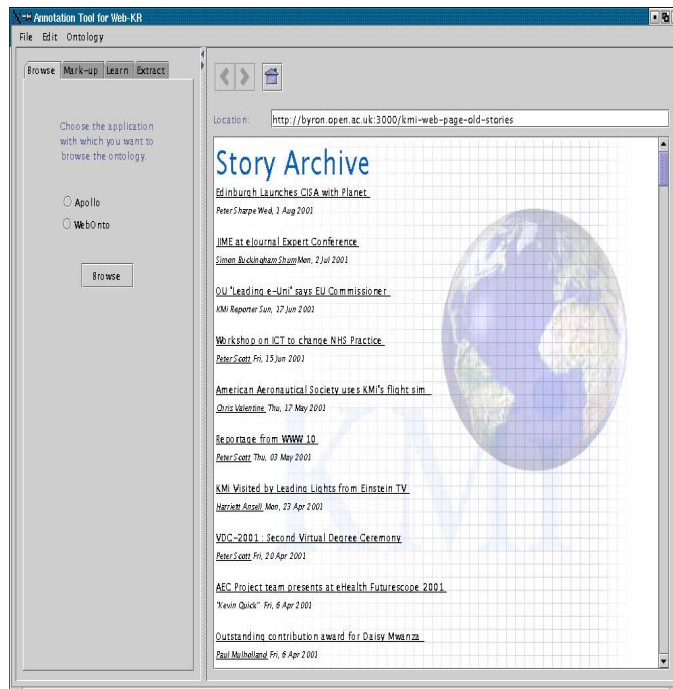 Annotation Tool for Web-KR
File Edit Ontology
Browse Mark-up Learn Extract
Choose the application
with which you want to
browse the ontology.
Apollo
WebOnto
Browse
Location: http://byron.open.ac.uk:3000/kmi-web-page-old-stories
Story Archive
Edinburgh Launches CISA with Planet
Peter Sharpe Wed, 1 Aug 2001
JIME at eJournal Expert Conference
Simon Buckingham Shum Mon, 2 Jul 2001
OU "Leading e-Uni" says EU Commissioner
KMi Reporter Sun, 17 Jun 2001
Workshop on ICT to change NHS Practice
Peter Scott Fri, 15 Jun 2001
American Aeronautical Society uses KMi's flight sim
Chris Valentine Thu, 17 May 2001
Reportage from WWW 10
Peter Scott Thu, 03 May 2001
KMi Visited by Leading Lights from Einstein TV
Harriett Ansell Mon, 23 Apr 2001
VDC-2001 : Second Virtual Degree Ceremony
Peter Scott Fri, 20 Apr 2001
AEC Project team presents at eHealth Futurescope 2001
"Kevin Quick" Fri, 6 Apr 2001
Outstanding contribution award for Daisy Mwanza
Paul Mulholland Fri, 6 Apr 2001
KMi